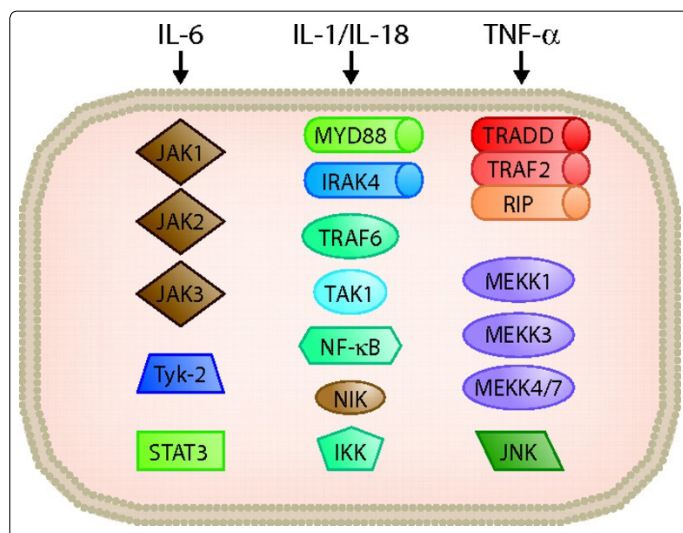 IL-6 IL-1/IL-18 TNF-α
JAK1
JAK2
JAK3
Tyk-2
STAT3
MYD88
IRAK4
TRAF6
TAK1
NF-κB
NIK
IKK
TRADD
TRAF2
RIP
MEKK1
MEKK3
MEKK4/7
JNK